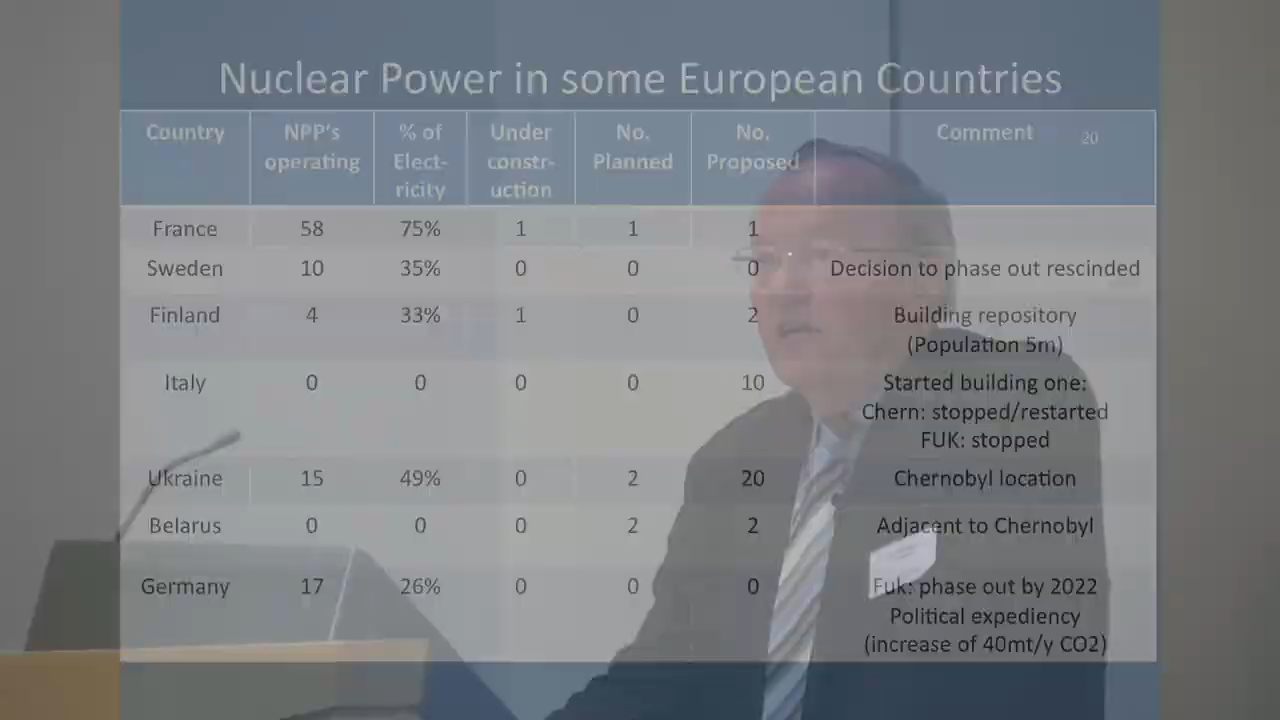 Nuclear Power in some European Countries
Country NPP's operating % of Elect-ricity Under constr-uction No. Planned No. Proposed Comment 20
France 58 75% 1 1 1
Sweden 10 35% 0 0 0 Decision to phase out rescinded
Finland 4 33% 1 0 2 Building repository
(Population 5m)
Italy 0 0 0 0 10 Started building one:
Chern: stopped/restarted
FUK: stopped
Ukraine 15 49% 0 2 20 Chernobyl location
Belarus 0 0 0 2 2 Adjacent to Chernobyl
Germany 17 26% 0 0 0 Fuk: phase out by 2022
Political expediency
(increase of 40mt/y CO2)